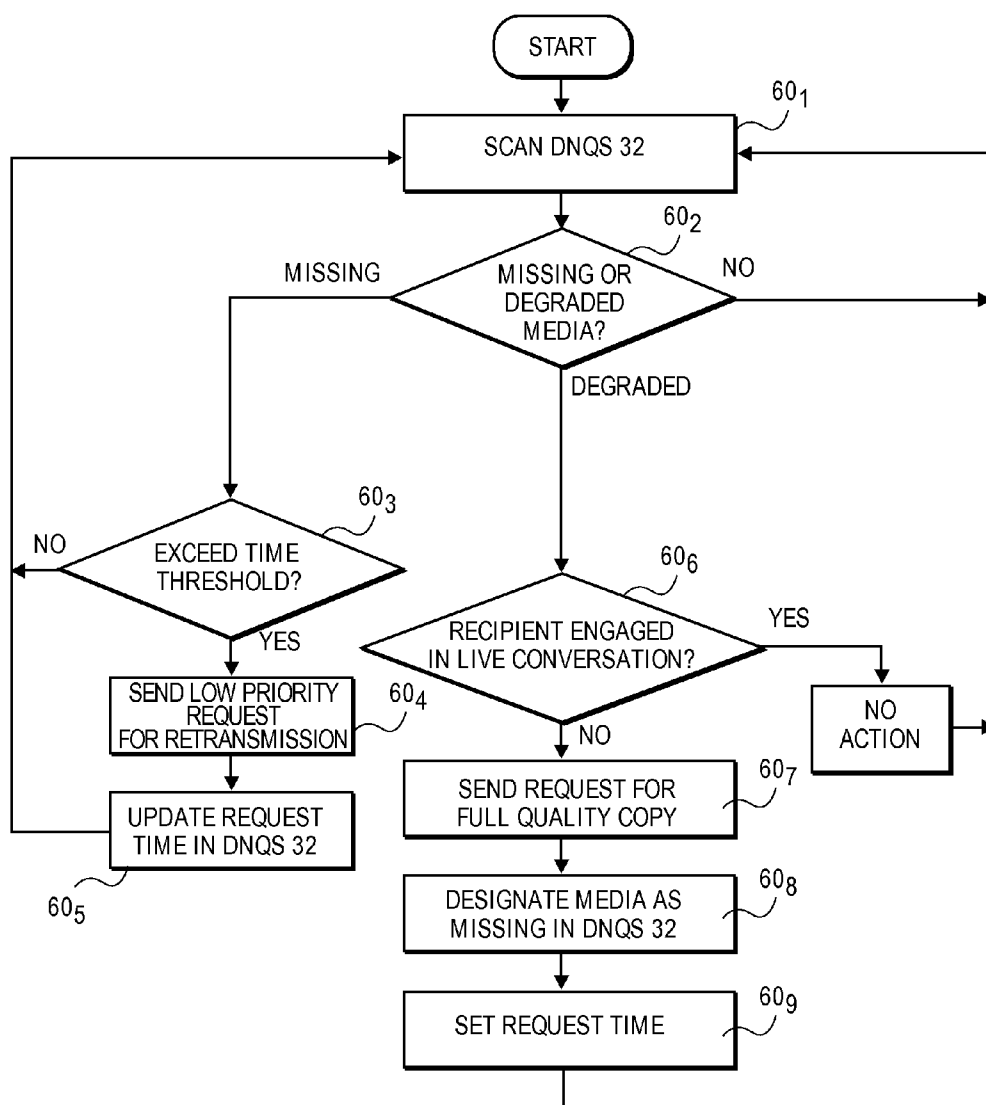 START
60₁
SCAN DNQS 32
60₂
MISSING
MISSING OR
DEGRADED
MEDIA?
NO
DEGRADED
60₃
NO
EXCEED TIME
THRESHOLD?
YES
60₆
RECIPIENT ENGAGED
IN LIVE CONVERSATION?
YES
NO
SEND LOW PRIORITY
REQUEST
FOR RETRANSMISSION
60₄
NO
ACTION
UPDATE REQUEST
TIME IN DNQS 32
60₅
SEND REQUEST FOR
FULL QUALITY COPY
60₇
DESIGNATE MEDIA AS
MISSING IN DNQS 32
60₈
SET REQUEST TIME
60₉